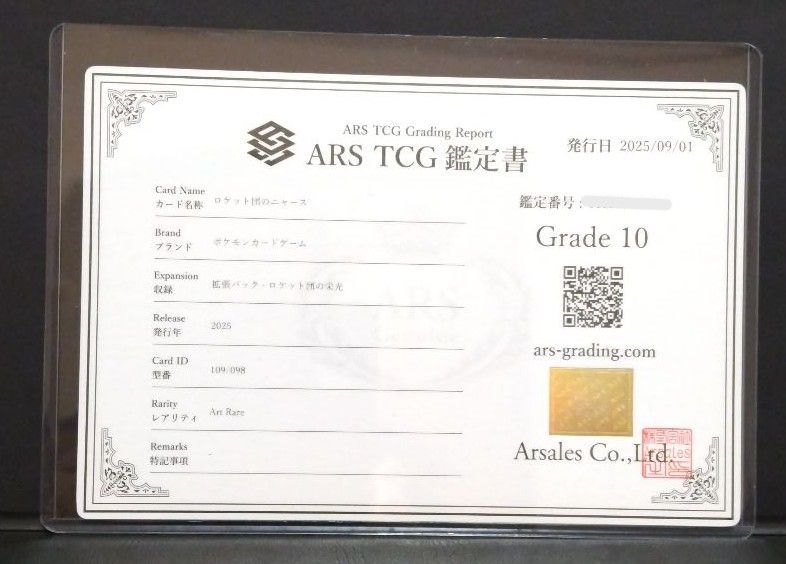 ARS TCG Grading Report
ARS TCG 鑑定書
発行日 2025/09/01
Card Name
カード名称 ロケット団のニャース
鑑定番号:
Brand
ブランド ポケモンカードゲーム
Grade 10
Expansion
収録 拡張パック・ロケット団の栄光
Release
発行年 2025
ars-grading.com
Card ID
型番 109/098
Rarity
レアリティ Art Rare
Remarks
特記事項 -
Arsales Co.,Ltd.
ARS